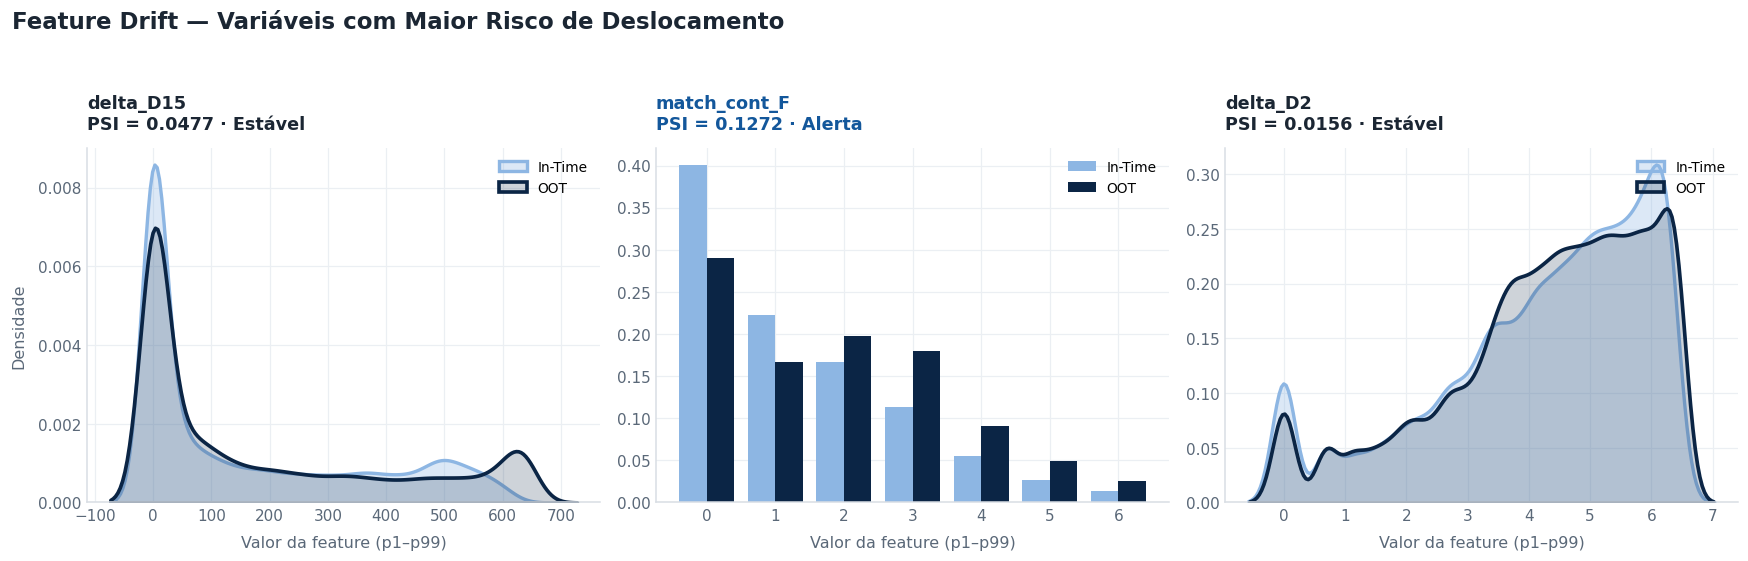 Feature Drift — Variáveis com Maior Risco de Deslocamento
delta_D15
PSI = 0.0477 · Estável
In-Time
OOT
Densidade
0.008
0.006
0.004
0.002
0.000
−100 0 100 200 300 400 500 600 700
Valor da feature (p1–p99)
match_cont_F
PSI = 0.1272 · Alerta
In-Time
OOT
0.40
0.35
0.30
0.25
0.20
0.15
0.10
0.05
0.00
0 1 2 3 4 5 6
Valor da feature (p1–p99)
delta_D2
PSI = 0.0156 · Estável
In-Time
OOT
0.30
0.25
0.20
0.15
0.10
0.05
0.00
0 1 2 3 4 5 6 7
Valor da feature (p1–p99)